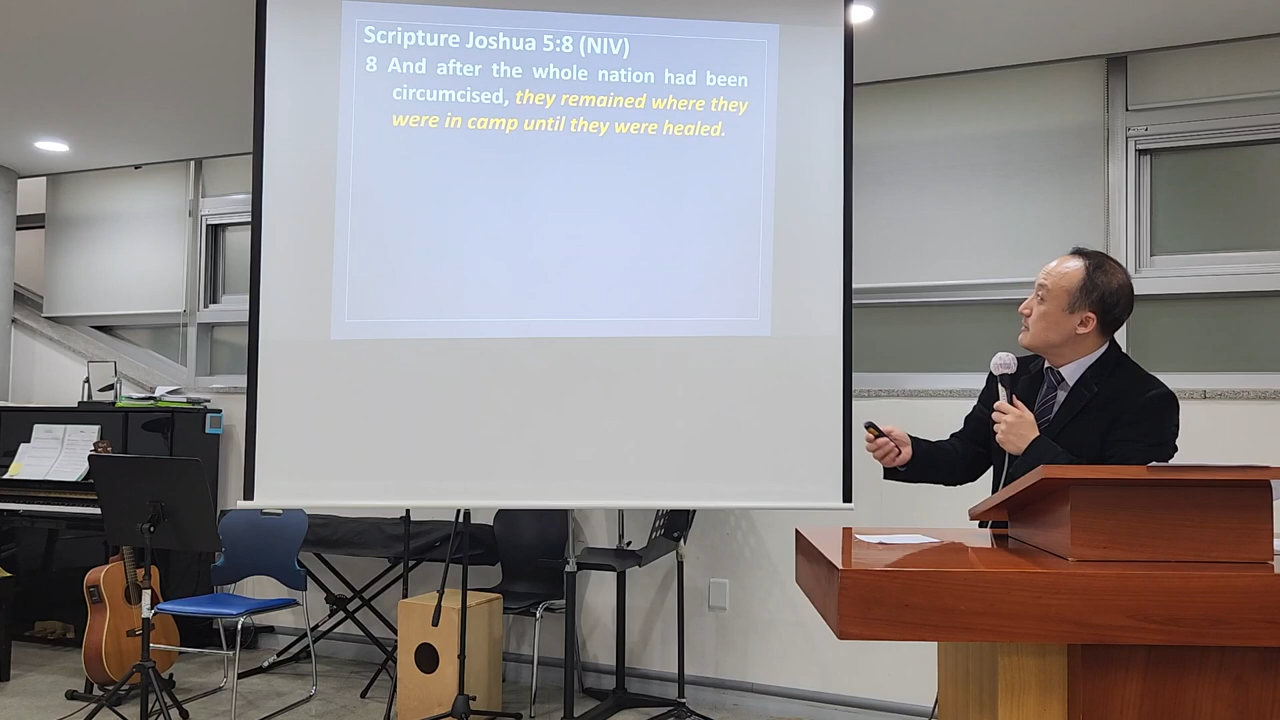 Scripture Joshua 5:8 (NIV)
8 And after the whole nation had been
circumcised, they remained where they
were in camp until they were healed.